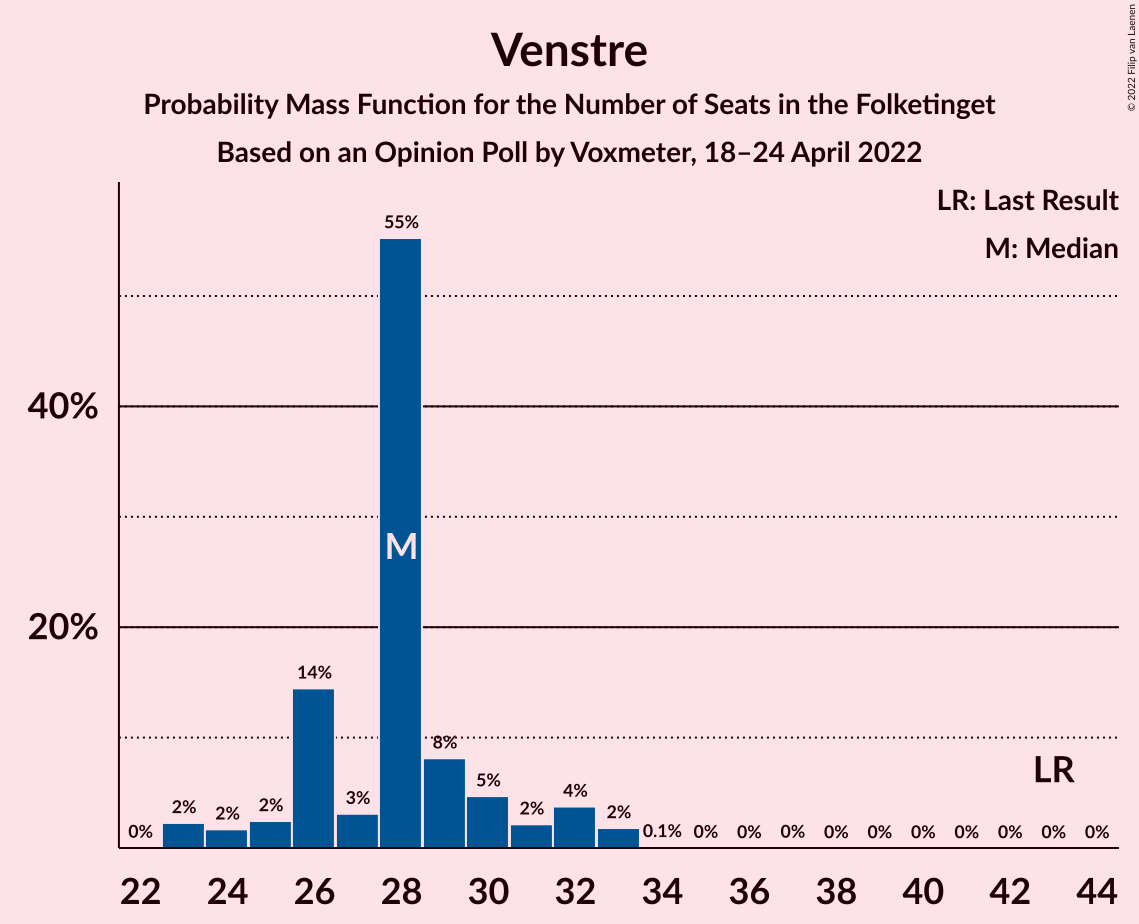 Venstre
Probability Mass Function for the Number of Seats in the Folketinget
Based on an Opinion Poll by Voxmeter, 18–24 April 2022
© 2022 Filip van Laenen
LR: Last Result
M: Median
55%
40%
M
20%
14%
8%
LR
5%
4%
3%
2%
2%
2%
2%
2%
0%
0.1%
0%
0%
0%
0%
0%
0%
0%
0%
0%
0%
22 24 26 28 30 32 34 36 38 40 42 44